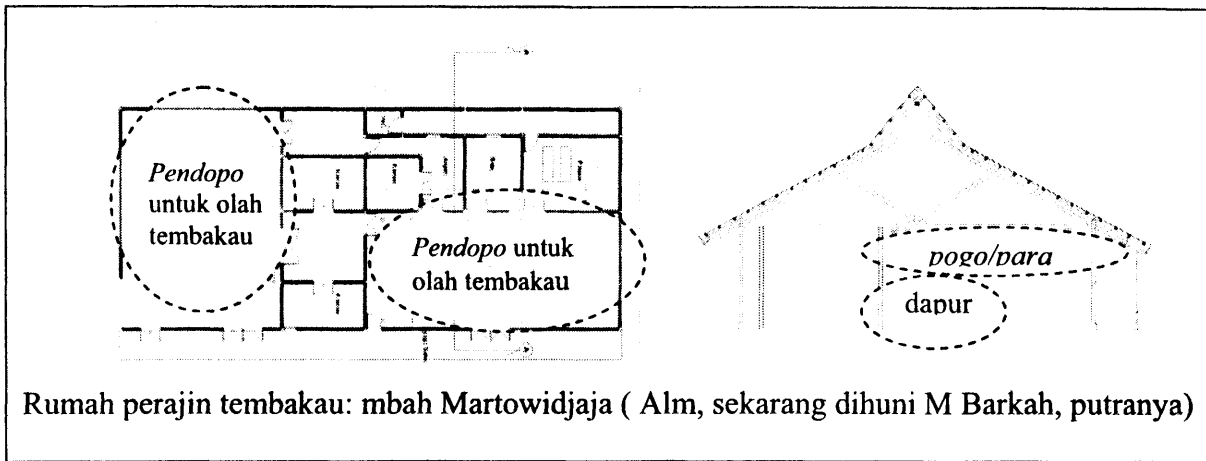 Pendopo
untuk olah
tembakau
Pendopo untuk
olah tembakau
pogo/para
dapur
Rumah perajin tembakau: mbah Martowidjaja ( Alm, sekarang dihuni M Barkah, putranya)